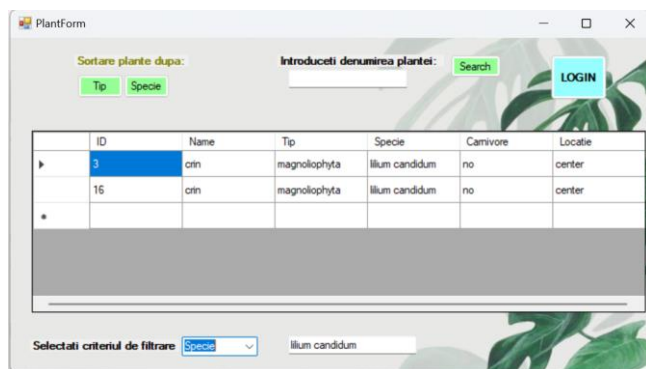 PlantForm
Sortare plante dupa:
Introduceti denumirea plantei:
Search
LOGIN
Tip
Specie
ID Name Tip Specie Carnivore Locatie
3 crin magnoliophyta lilium candidum no center
16 crin magnoliophyta lilium candidum no center
Selectati criteriul de filtrare Specie lilium candidum